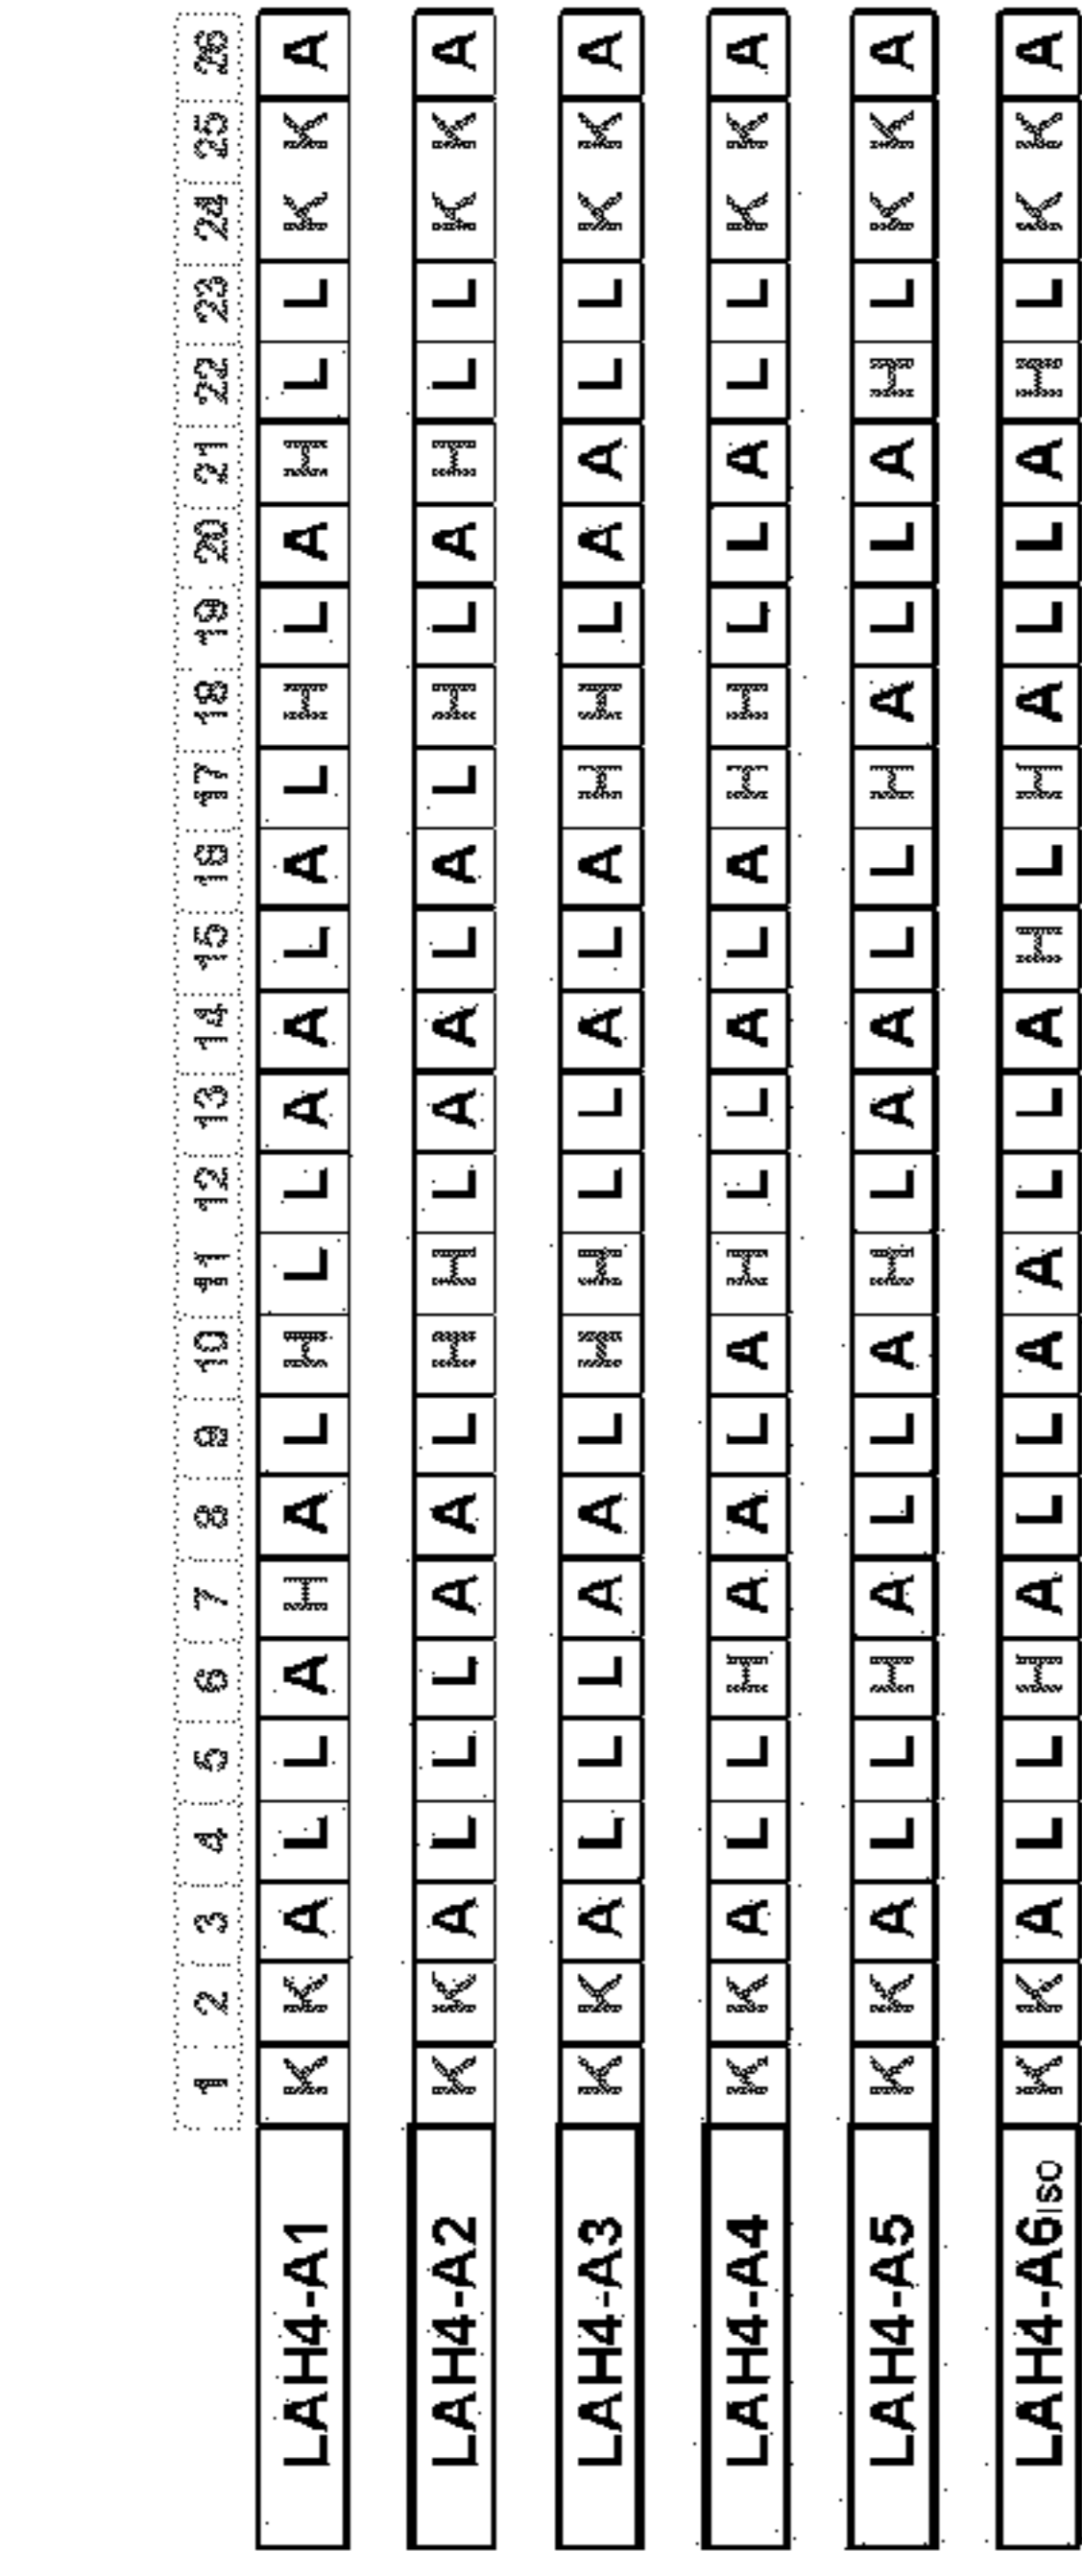 1 2 3 4 5 6 7 8 9 10 11 12 13 14 15 16 17 18 19 20 21 22 23 24 25 26
LAH4-A1 K K A L L A H A L H L L A A L A L H L A H L L K K A
LAH4-A2 K K A L L L A A L H H L A A L A L H L A H L L K K A
LAH4-A3 K K A L L L A A L H H L L A L A H H L A A L L K K A
LAH4-A4 K K A L L H A A L A H L L A L A H H L L A L L K K A
LAH4-A5 K K A L L H A L L A H L A A L L H A L L A H L K K A
LAH4-A6ISO K K A L L H A L L A A L L A H L H A L L A H L K K A